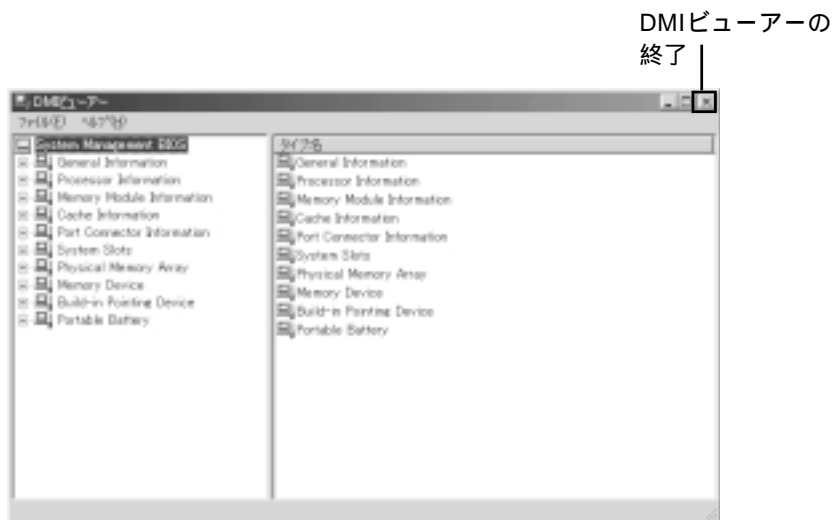 DMIビューアーの
終了
DMIビューアー
ファイル(F) ヘルプ(H)
System Management BIOS
General Information
Processor Information
Memory Module Information
Cache Information
Port Connector Information
System Slots
Physical Memory Array
Memory Device
Build-in Pointing Device
Portable Battery
タイプ名
General Information
Processor Information
Memory Module Information
Cache Information
Port Connector Information
System Slots
Physical Memory Array
Memory Device
Build-in Pointing Device
Portable Battery